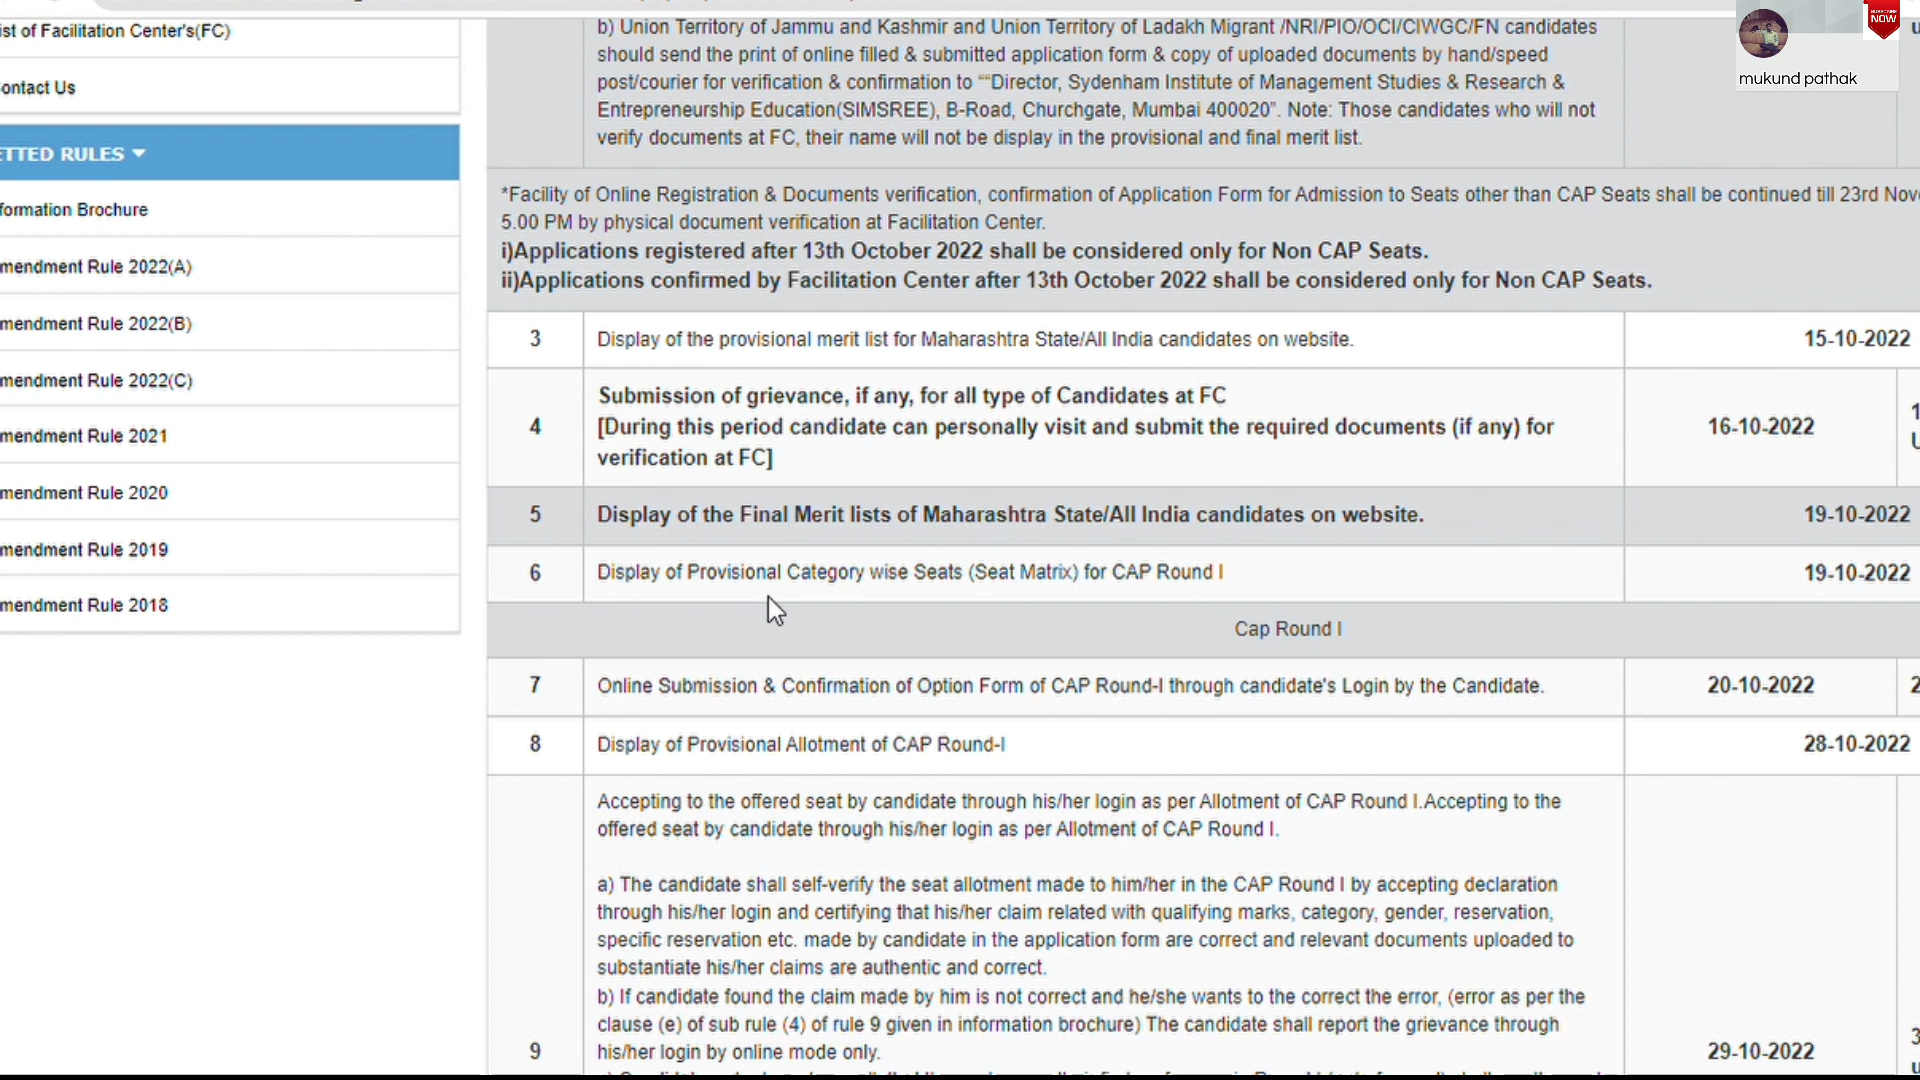 ist of Facilitation Center's(FC)
ontact Us
ETTED RULES
formation Brochure
mendment Rule 2022(A)
mendment Rule 2022(B)
mendment Rule 2022(C)
mendment Rule 2021
mendment Rule 2020
mendment Rule 2019
mendment Rule 2018
b) Union Territory of Jammu and Kashmir and Union Territory of Ladakh Migrant /NRI/PIO/OCI/CIWGC/FN candidates
should send the print of online filled & submitted application form & copy of uploaded documents by hand/speed
post/courier for verification & confirmation to ““Director, Sydenham Institute of Management Studies & Research &
Entrepreneurship Education(SIMSREE), B-Road, Churchgate, Mumbai 400020”. Note: Those candidates who will not
verify documents at FC, their name will not be display in the provisional and final merit list.
NOW
mukund pathak
*Facility of Online Registration & Documents verification, confirmation of Application Form for Admission to Seats other than CAP Seats shall be continued till 23rd Nov
5.00 PM by physical document verification at Facilitation Center.
i)Applications registered after 13th October 2022 shall be considered only for Non CAP Seats.
ii)Applications confirmed by Facilitation Center after 13th October 2022 shall be considered only for Non CAP Seats.
3 Display of the provisional merit list for Maharashtra State/All India candidates on website. 15-10-2022
Submission of grievance, if any, for all type of Candidates at FC
4 [During this period candidate can personally visit and submit the required documents (if any) for 16-10-2022
verification at FC]
5 Display of the Final Merit lists of Maharashtra State/All India candidates on website. 19-10-2022
6 Display of Provisional Category wise Seats (Seat Matrix) for CAP Round I 19-10-2022
Cap Round I
7 Online Submission & Confirmation of Option Form of CAP Round-I through candidate's Login by the Candidate. 20-10-2022 2
8 Display of Provisional Allotment of CAP Round-I 28-10-2022
Accepting to the offered seat by candidate through his/her login as per Allotment of CAP Round I.Accepting to the
offered seat by candidate through his/her login as per Allotment of CAP Round I.
a) The candidate shall self-verify the seat allotment made to him/her in the CAP Round I by accepting declaration
through his/her login and certifying that his/her claim related with qualifying marks, category, gender, reservation,
specific reservation etc. made by candidate in the application form are correct and relevant documents uploaded to
substantiate his/her claims are authentic and correct.
b) If candidate found the claim made by him is not correct and he/she wants to the correct the error, (error as per the
clause (e) of sub rule (4) of rule 9 given in information brochure) The candidate shall report the grievance through
9 his/her login by online mode only. 29-10-2022